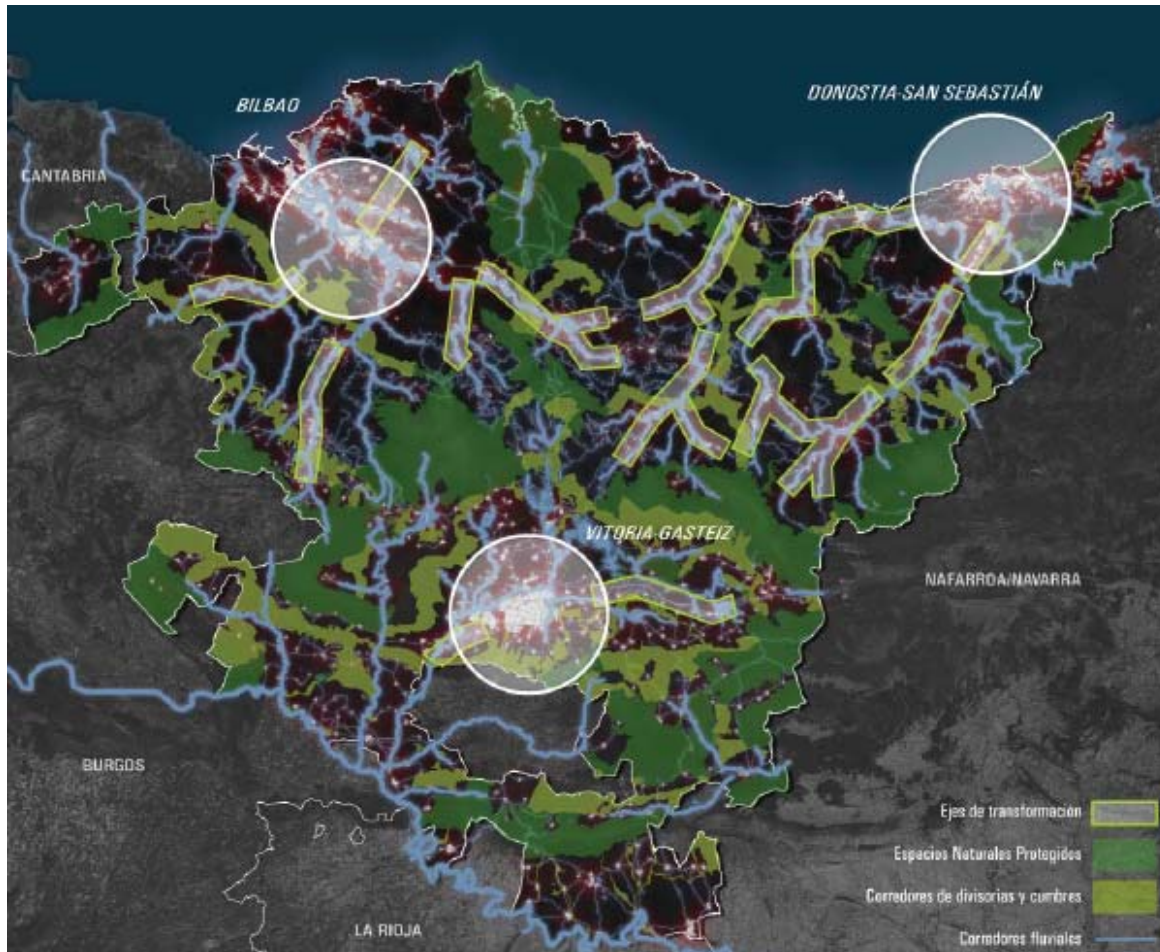 BILBAO
DONOSTIA-SAN SEBASTIÁN
CANTABRIA
VITORIA-GASTEIZ
NAFARROA/NAVARRA
BURGOS
LA RIOJA
Ejes de transformación
Espacios Naturales Protegidos
Corredores de divisorias y cumbres
Corredores fluviales